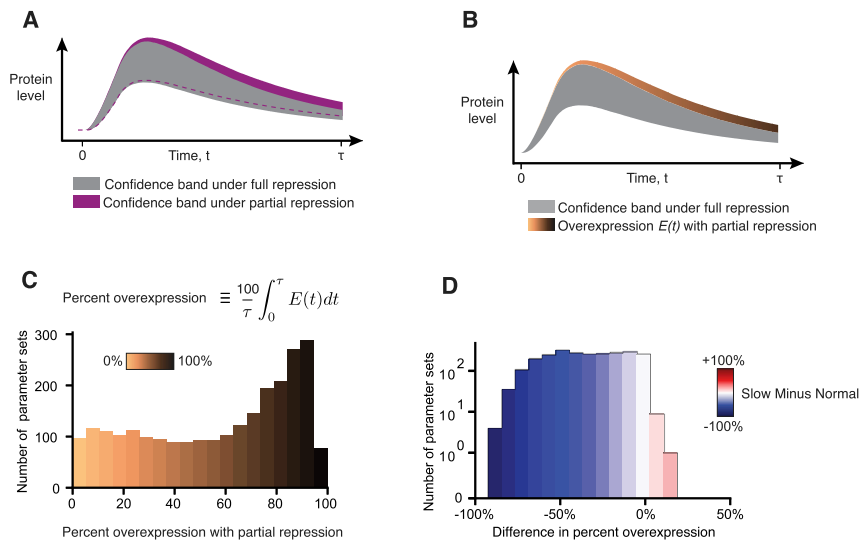 A
Protein
level
0
Time, t
τ
Confidence band under full repression
Confidence band under partial repression
B
Protein
level
0
Time, t
τ
Confidence band under full repression
Overexpression E(t) with partial repression
C
Percent overexpression ≡ 100/τ ∫₀^τ E(t)dt
Number of parameter sets
300
200
100
0
0% 100%
0 20 40 60 80 100
Percent overexpression with partial repression
D
Number of parameter sets
10²
10¹
10⁰
0
+100%
Slow Minus Normal
-100%
-100% -50% 0% 50%
Difference in percent overexpression